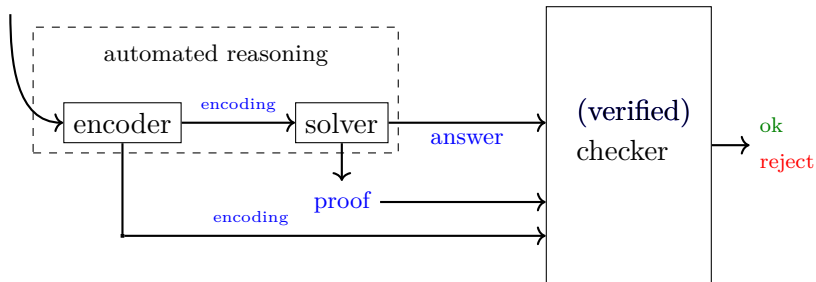 automated reasoning
encoding
encoder
solver
answer
proof
encoding
(verified)
checker
ok
reject